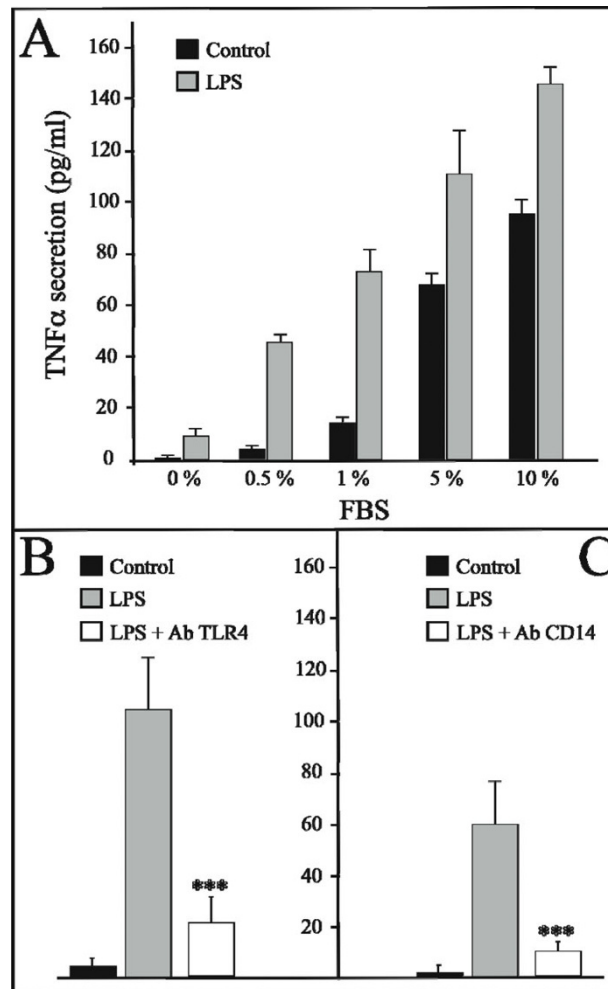 A
Control
LPS
TNFα secretion (pg/ml)
160
140
120
100
80
60
40
20
0
0 %
0.5 %
1 %
5 %
10 %
FBS
B
Control
LPS
LPS + Ab TLR4
***
160
140
120
100
80
60
40
20
C
Control
LPS
LPS + Ab CD14
***